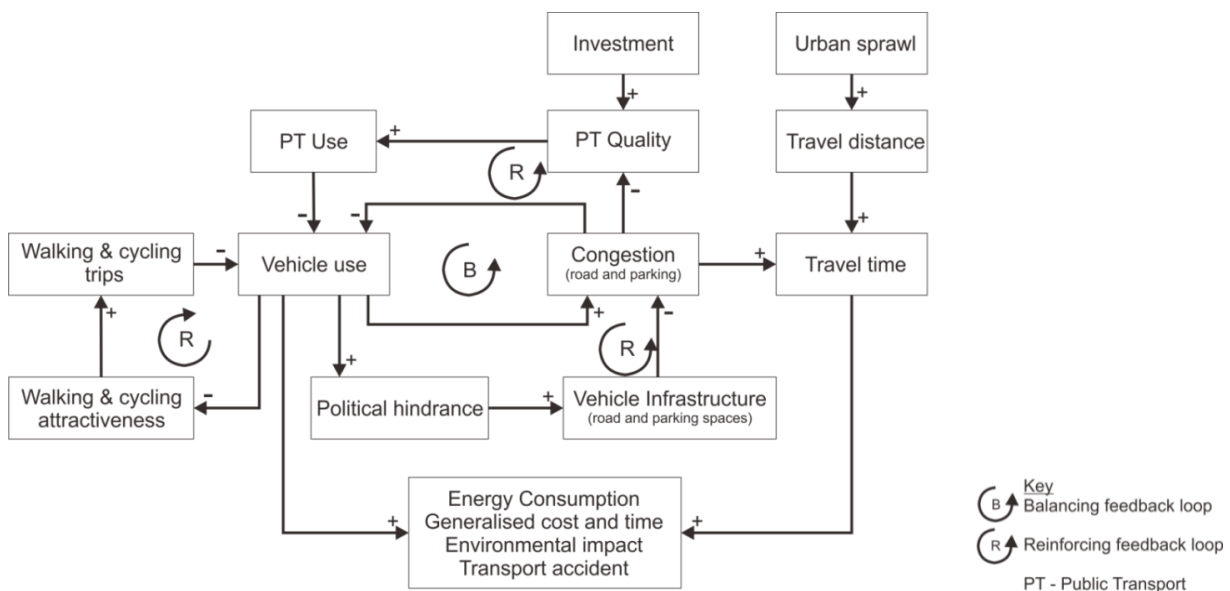 Investment
Urban sprawl
+
+
PT Use
+
PT Quality
Travel distance
R
-
-
-
+
Walking & cycling
trips
-
Vehicle use
B
Congestion
(road and parking)
+
Travel time
+
R
+
+
R
-
Walking & cycling
attractiveness
-
Political hindrance
+
Vehicle Infrastructure
(road and parking spaces)
Energy Consumption
Generalised cost and time
Environmental impact
Transport accident
+
+
Key
B
Balancing feedback loop
R
Reinforcing feedback loop
PT - Public Transport